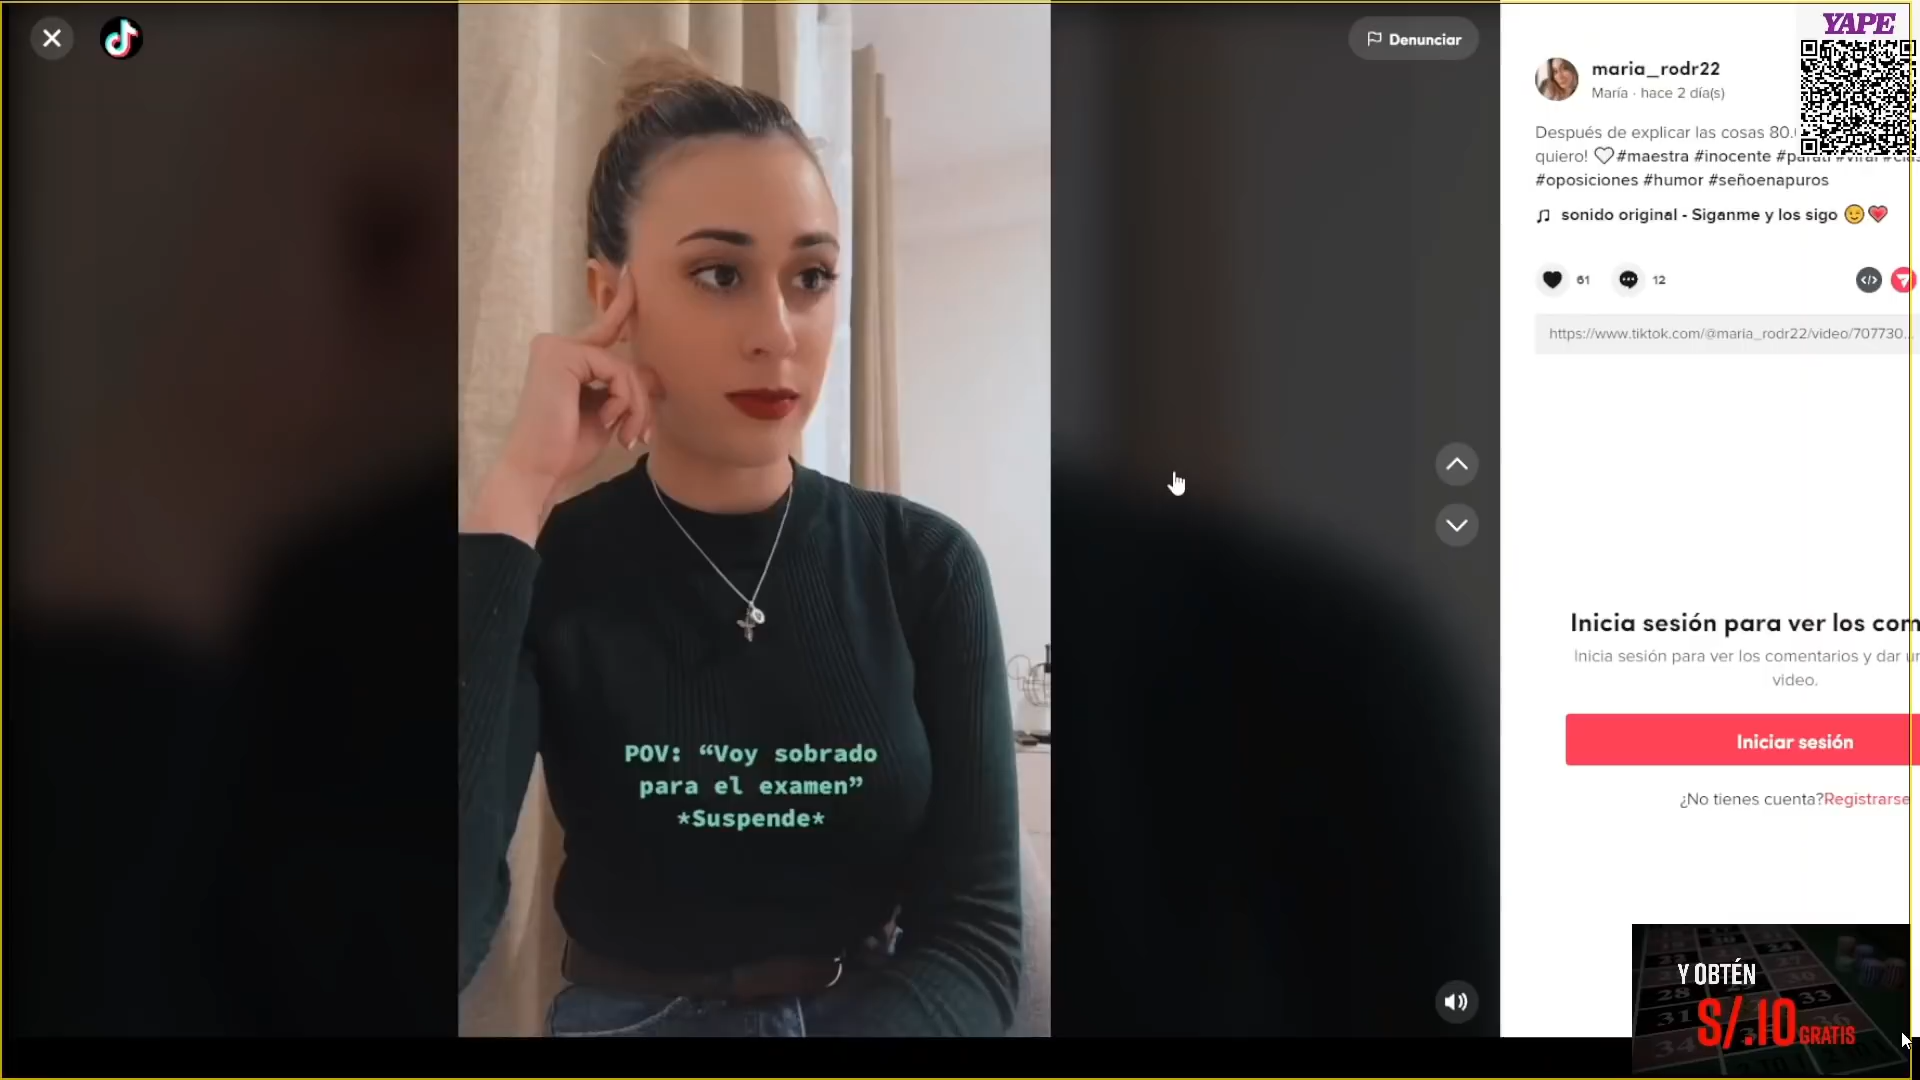 YAPE
Denunciar
maria_rodr22
María · hace 2 día(s)
Después de explicar las cosas 80.
quiero! #maestra #inocente #parati #viral
#oposiciones #humor #señoenapuros
sonido original - Siganme y los sigo
61
12
https://www.tiktok.com/@maria_rodr22/video/707730...
POV: “Voy sobrado
para el examen”
*Suspende*
Inicia sesión para ver los com
Inicia sesión para ver los comentarios y dar
video.
Iniciar sesión
¿No tienes cuenta?Registrarse
Y OBTÉN
S/.10 GRATIS